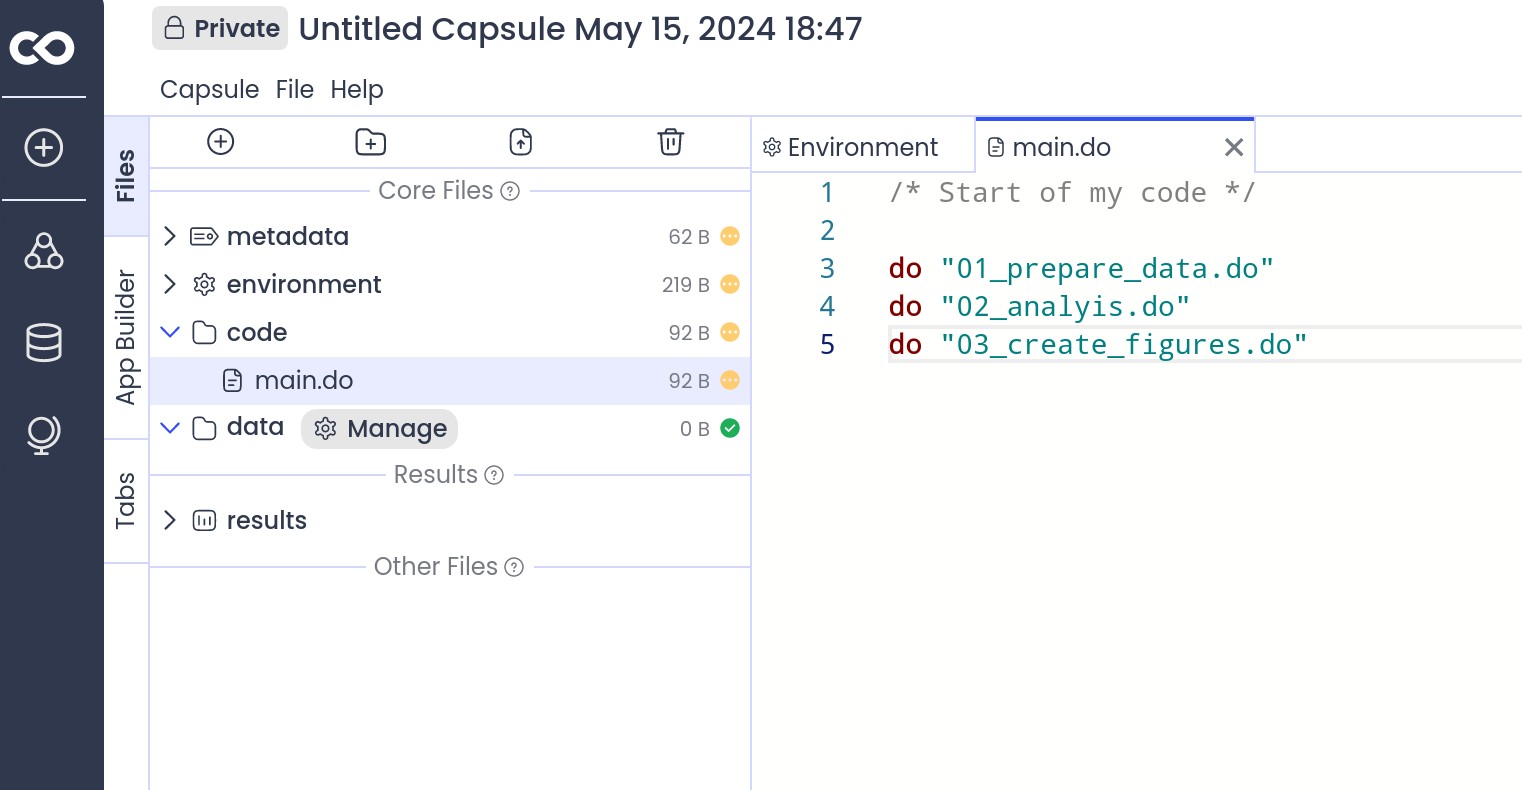 Private Untitled Capsule May 15, 2024 18:47
Capsule File Help
Files
App Builder
Tabs
Core Files ?
metadata 62 B
environment 219 B
code 92 B
main.do 92 B
data Manage 0 B
Results ?
results
Other Files ?
Environment main.do
1 /* Start of my code */
2
3 do "01_prepare_data.do"
4 do "02_analyis.do"
5 do "03_create_figures.do"